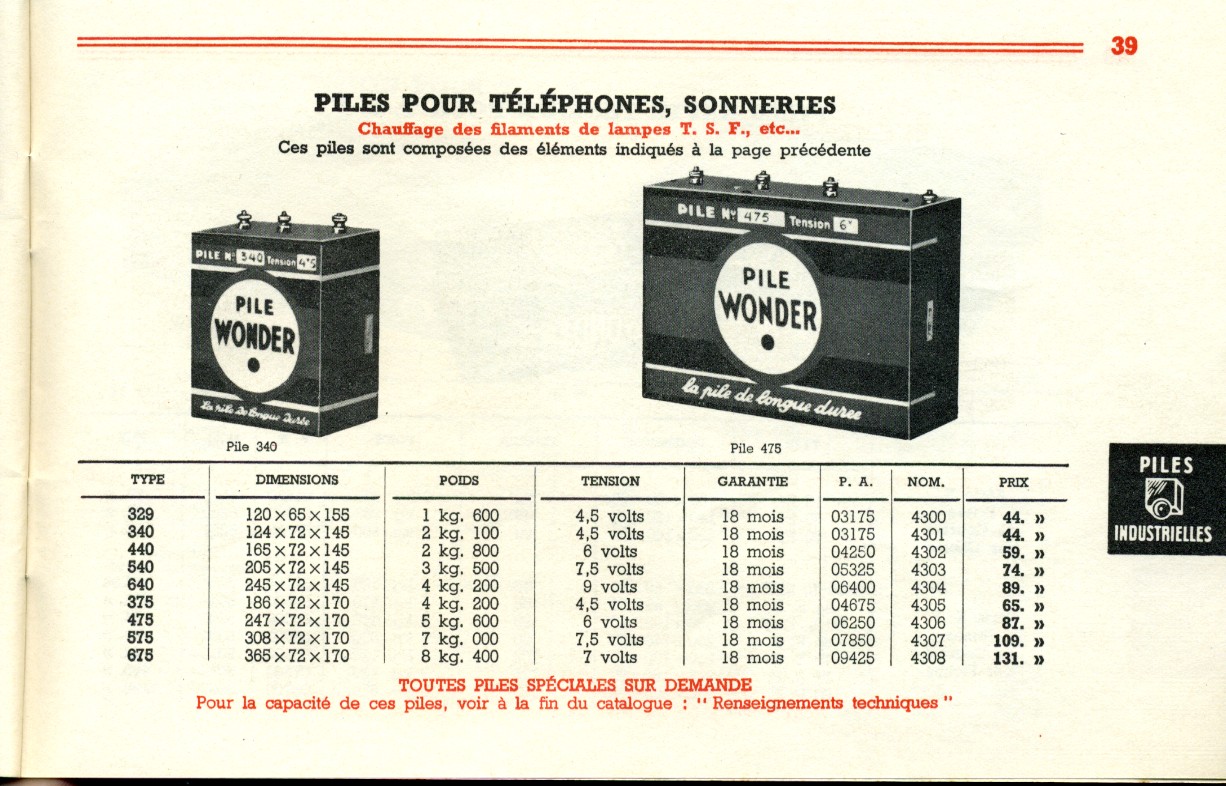 39
PILES POUR TÉLÉPHONES, SONNERIES
Chauffage des filaments de lampes T. S. F., etc...
Ces piles sont composées des éléments indiqués à la page précédente
PILE No 340 Tension 4V5
PILE
WONDER
La pile de longue durée
Pile 340
PILE No 475 Tension 6V
PILE
WONDER
la pile de longue durée
Pile 475
PILES
INDUSTRIELLES
TYPE DIMENSIONS POIDS TENSION GARANTIE P. A. NOM. PRIX
329 120 × 65 × 155 1 kg. 600 4,5 volts 18 mois 03175 4300 44. »
340 124 × 72 × 145 2 kg. 100 4,5 volts 18 mois 03175 4301 44. »
440 165 × 72 × 145 2 kg. 800 6 volts 18 mois 04250 4302 59. »
540 205 × 72 × 145 3 kg. 500 7,5 volts 18 mois 05325 4303 74. »
640 245 × 72 × 145 4 kg. 200 9 volts 18 mois 06400 4304 89. »
375 186 × 72 × 170 4 kg. 200 4,5 volts 18 mois 04675 4305 65. »
475 247 × 72 × 170 5 kg. 600 6 volts 18 mois 06250 4306 87. »
575 308 × 72 × 170 7 kg. 000 7,5 volts 18 mois 07850 4307 109. »
675 365 × 72 × 170 8 kg. 400 7 volts 18 mois 09425 4308 131. »
TOUTES PILES SPÉCIALES SUR DEMANDE
Pour la capacité de ces piles, voir à la fin du catalogue : " Renseignements techniques "